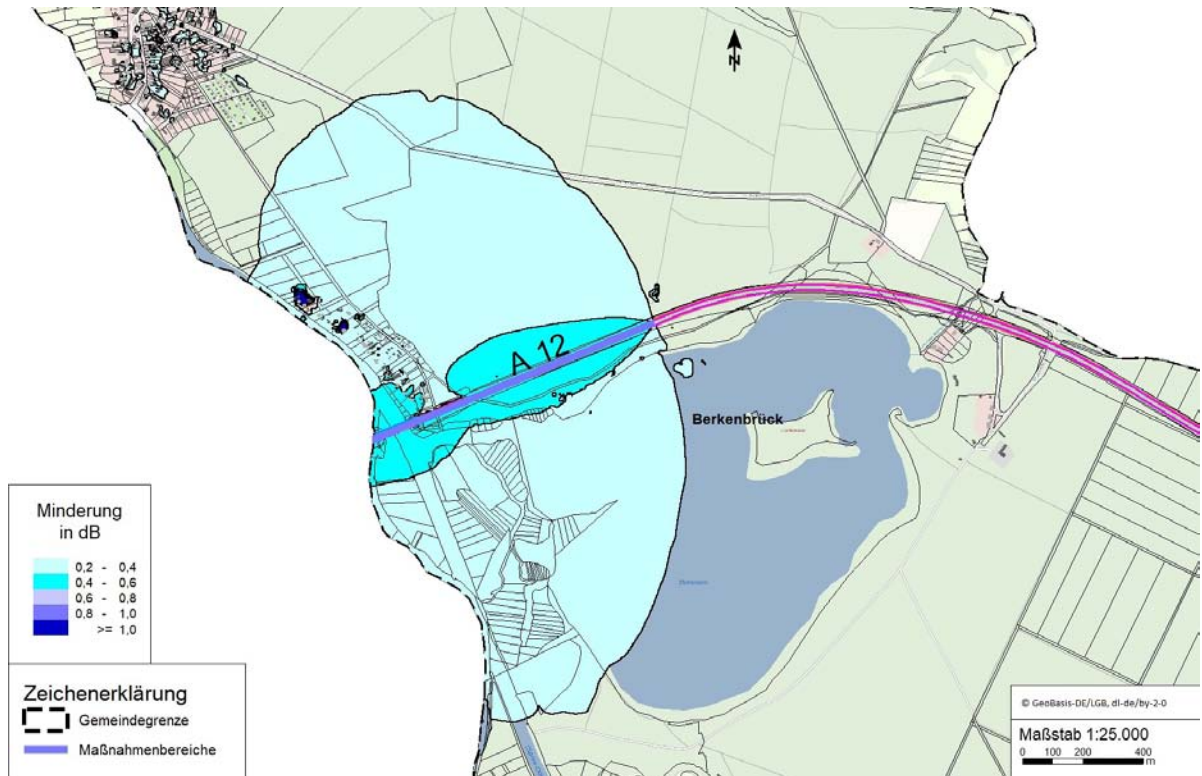 N
A 12
Berkenbrück
Minderung
in dB
0,2 - 0,4
0,4 - 0,6
0,6 - 0,8
0,8 - 1,0
>= 1,0
Zeichenerklärung
Gemeindegrenze
Maßnahmenbereiche
© GeoBasis-DE/LGB, dl-de/by-2-0
Maßstab 1:25.000
0 100 200 400
m